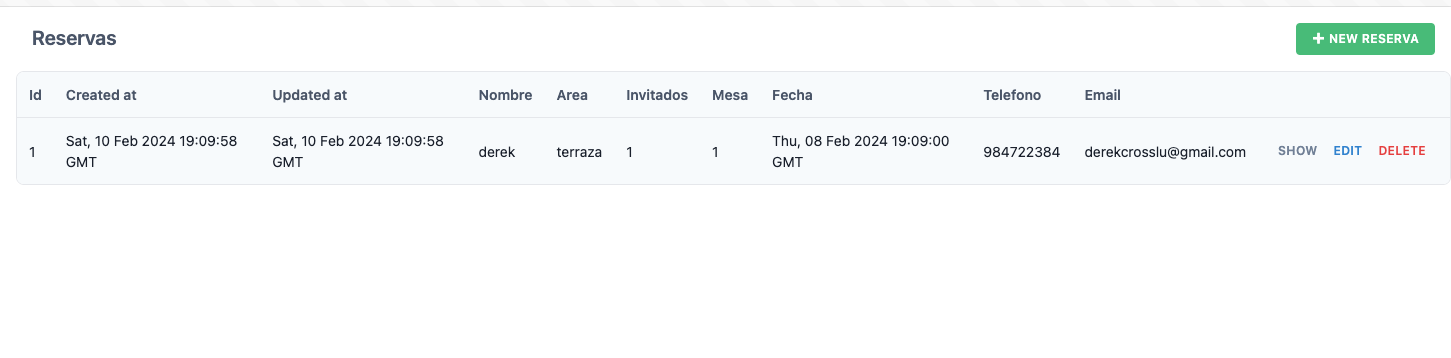 Reservas
+ NEW RESERVA
Id Created at Updated at Nombre Area Invitados Mesa Fecha Telefono Email
1 Sat, 10 Feb 2024 19:09:58 GMT Sat, 10 Feb 2024 19:09:58 GMT derek terraza 1 1 Thu, 08 Feb 2024 19:09:00 GMT 984722384 derekcrosslu@gmail.com SHOW EDIT DELETE